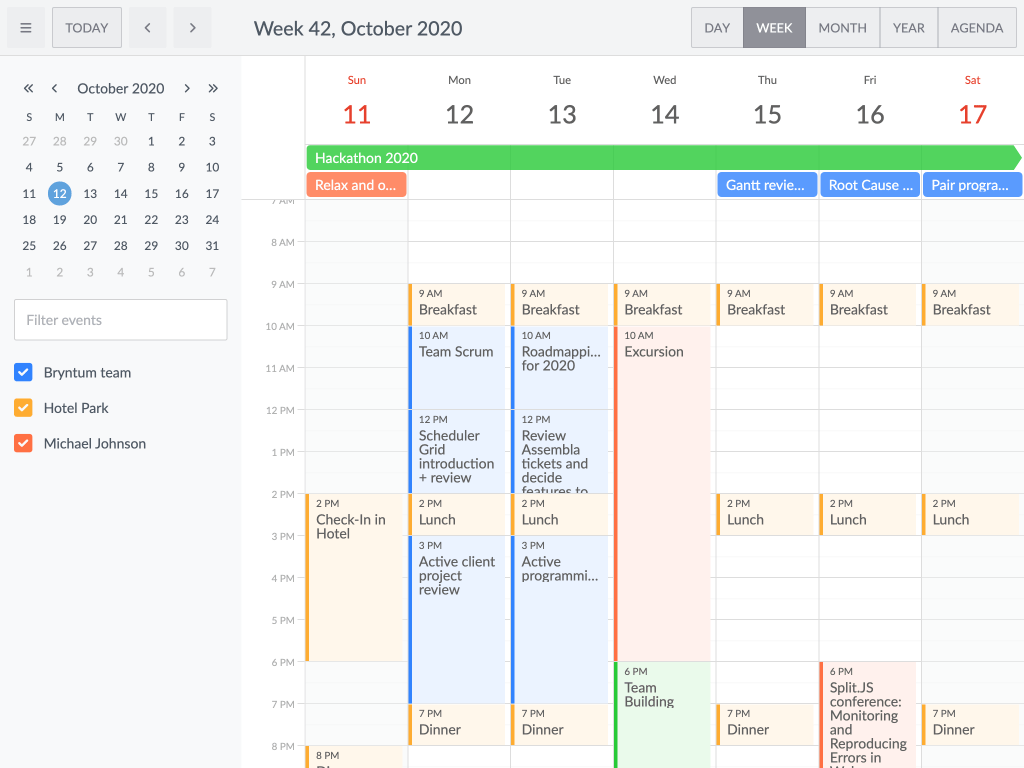 TODAY
Week 42, October 2020
DAY WEEK MONTH YEAR AGENDA
October 2020
S M T W T F S
27 28 29 30 1 2 3
4 5 6 7 8 9 10
11 12 13 14 15 16 17
18 19 20 21 22 23 24
25 26 27 28 29 30 31
1 2 3 4 5 6 7
Filter events
Bryntum team
Hotel Park
Michael Johnson
Sun Mon Tue Wed Thu Fri Sat
11 12 13 14 15 16 17
Hackathon 2020
Relax and o...
Gantt revie...
Root Cause ...
Pair progra...
7 AM
8 AM
9 AM
10 AM
11 AM
12 PM
1 PM
2 PM
3 PM
4 PM
5 PM
6 PM
7 PM
8 PM
2 PM
Check-In in
Hotel
8 PM
9 AM
Breakfast
10 AM
Team Scrum
12 PM
Scheduler
Grid
introduction
+ review
2 PM
Lunch
3 PM
Active client
project
review
7 PM
Dinner
9 AM
Breakfast
10 AM
Roadmappi...
for 2020
12 PM
Review
Assembla
tickets and
decide
features to
2 PM
Lunch
3 PM
Active
programmi...
7 PM
Dinner
9 AM
Breakfast
10 AM
Excursion
6 PM
Team
Building
9 AM
Breakfast
2 PM
Lunch
7 PM
Dinner
9 AM
Breakfast
2 PM
Lunch
6 PM
Split.JS
conference:
Monitoring
and
Reproducing
Errors in
9 AM
Breakfast
2 PM
Lunch
7 PM
Dinner